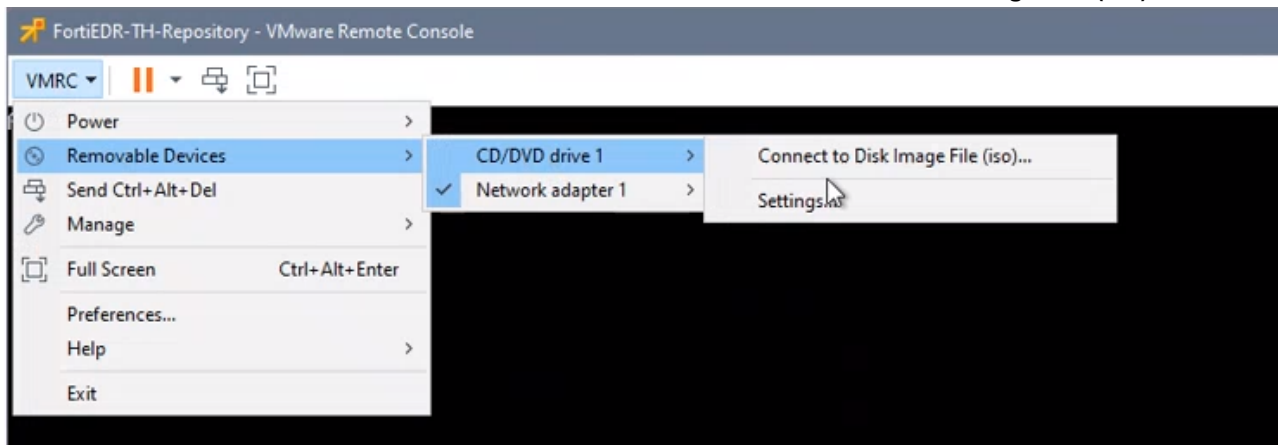 FortiEDR-TH-Repository - VMware Remote Console
VMRC
Power
Removable Devices
CD/DVD drive 1
Connect to Disk Image File (iso)...
Send Ctrl+Alt+Del
Network adapter 1
Settings
Manage
Full Screen Ctrl+Alt+Enter
Preferences...
Help
Exit